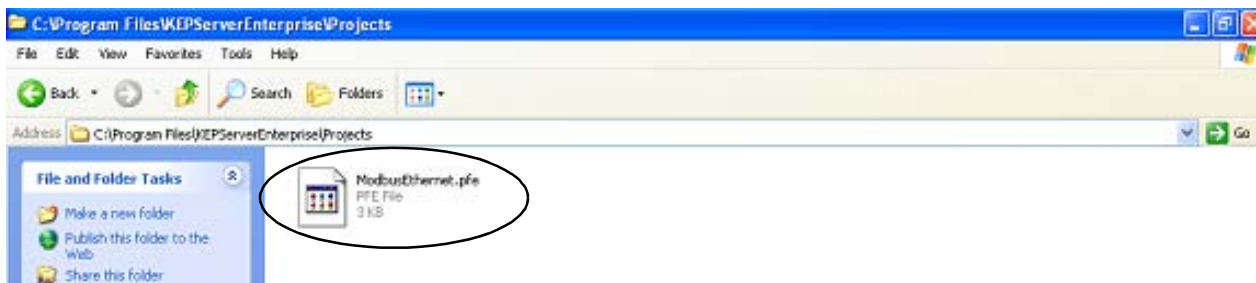 C:\Program Files\KEPServerEnterprise\Projects
File Edit View Favorites Tools Help
Back Search Folders
Address C:\Program Files\KEPServerEnterprise\Projects Go
File and Folder Tasks
ModbusEthernet.pfe
PFE File
3 KB
Make a new folder
Publish this folder to the
Web
Share this folder